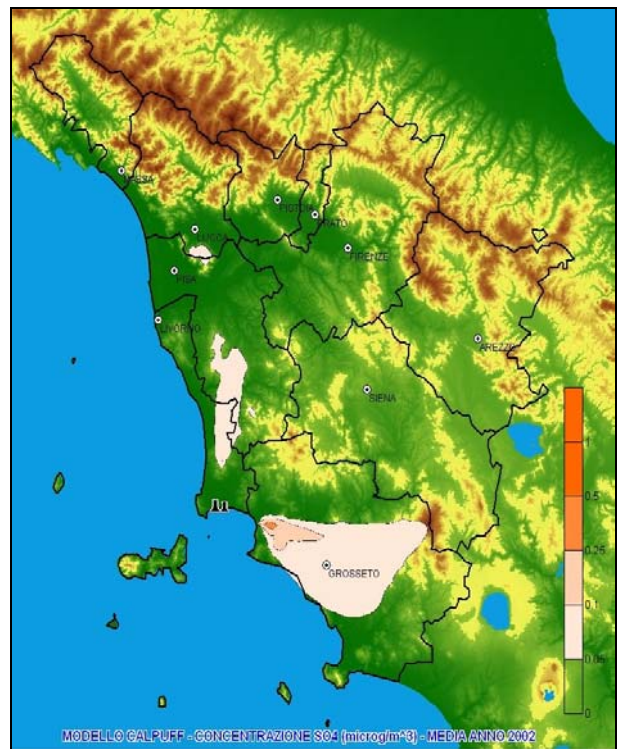 MASSA
PISTOIA
PRATO
LUCCA
FIRENZE
PISA
LIVORNO
AREZZO
SIENA
GROSSETO
1
0.5
0.25
0.1
0.05
0
MODELLO CALPUFF - CONCENTRAZIONE SO4 (microg/m^3) - MEDIA ANNO 2002